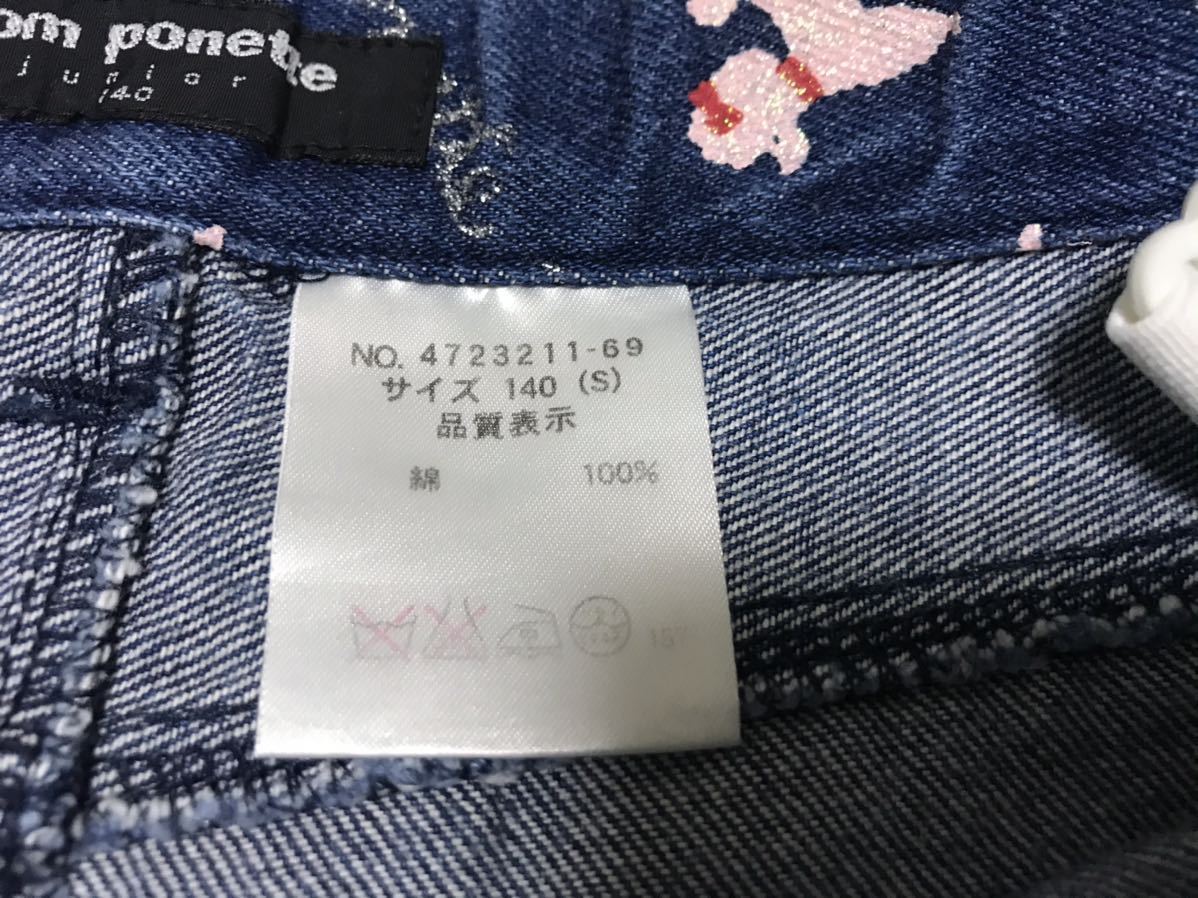 om ponette
junior
140
NO. 4723211-69
サイズ 140 (S)
品質表示
綿 100%